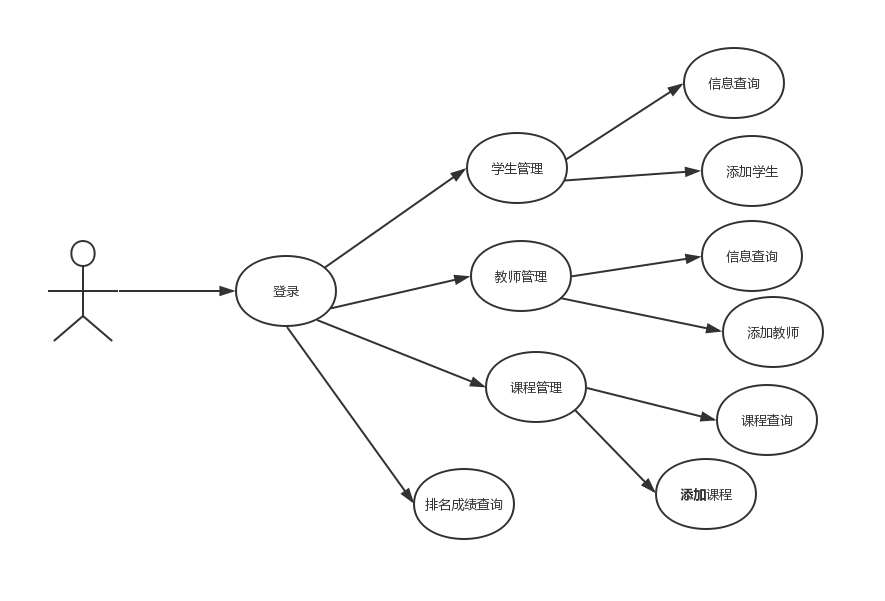 信息查询
学生管理
添加学生
信息查询
教师管理
登录
添加教师
课程管理
课程查询
添加课程
排名成绩查询